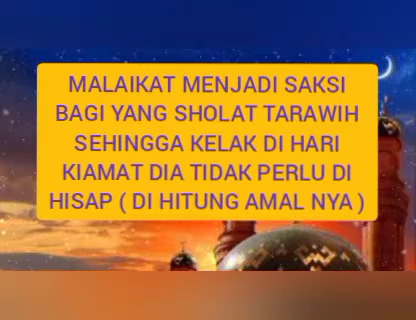 MALAIKAT MENJADI SAKSI
BAGI YANG SHOLAT TARAWIH
SEHINGGA KELAK DI HARI
KIAMAT DIA TIDAK PERLU DI
HISAP ( DI HITUNG AMAL NYA )